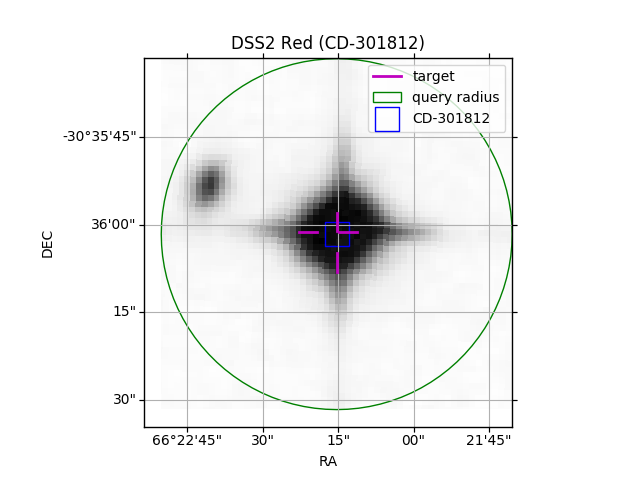 DSS2 Red (CD-301812)
target
query radius
CD-301812
-30°35'45"
36'00"
15"
30"
DEC
66°22'45" 30" 15" 00" 21'45"
RA